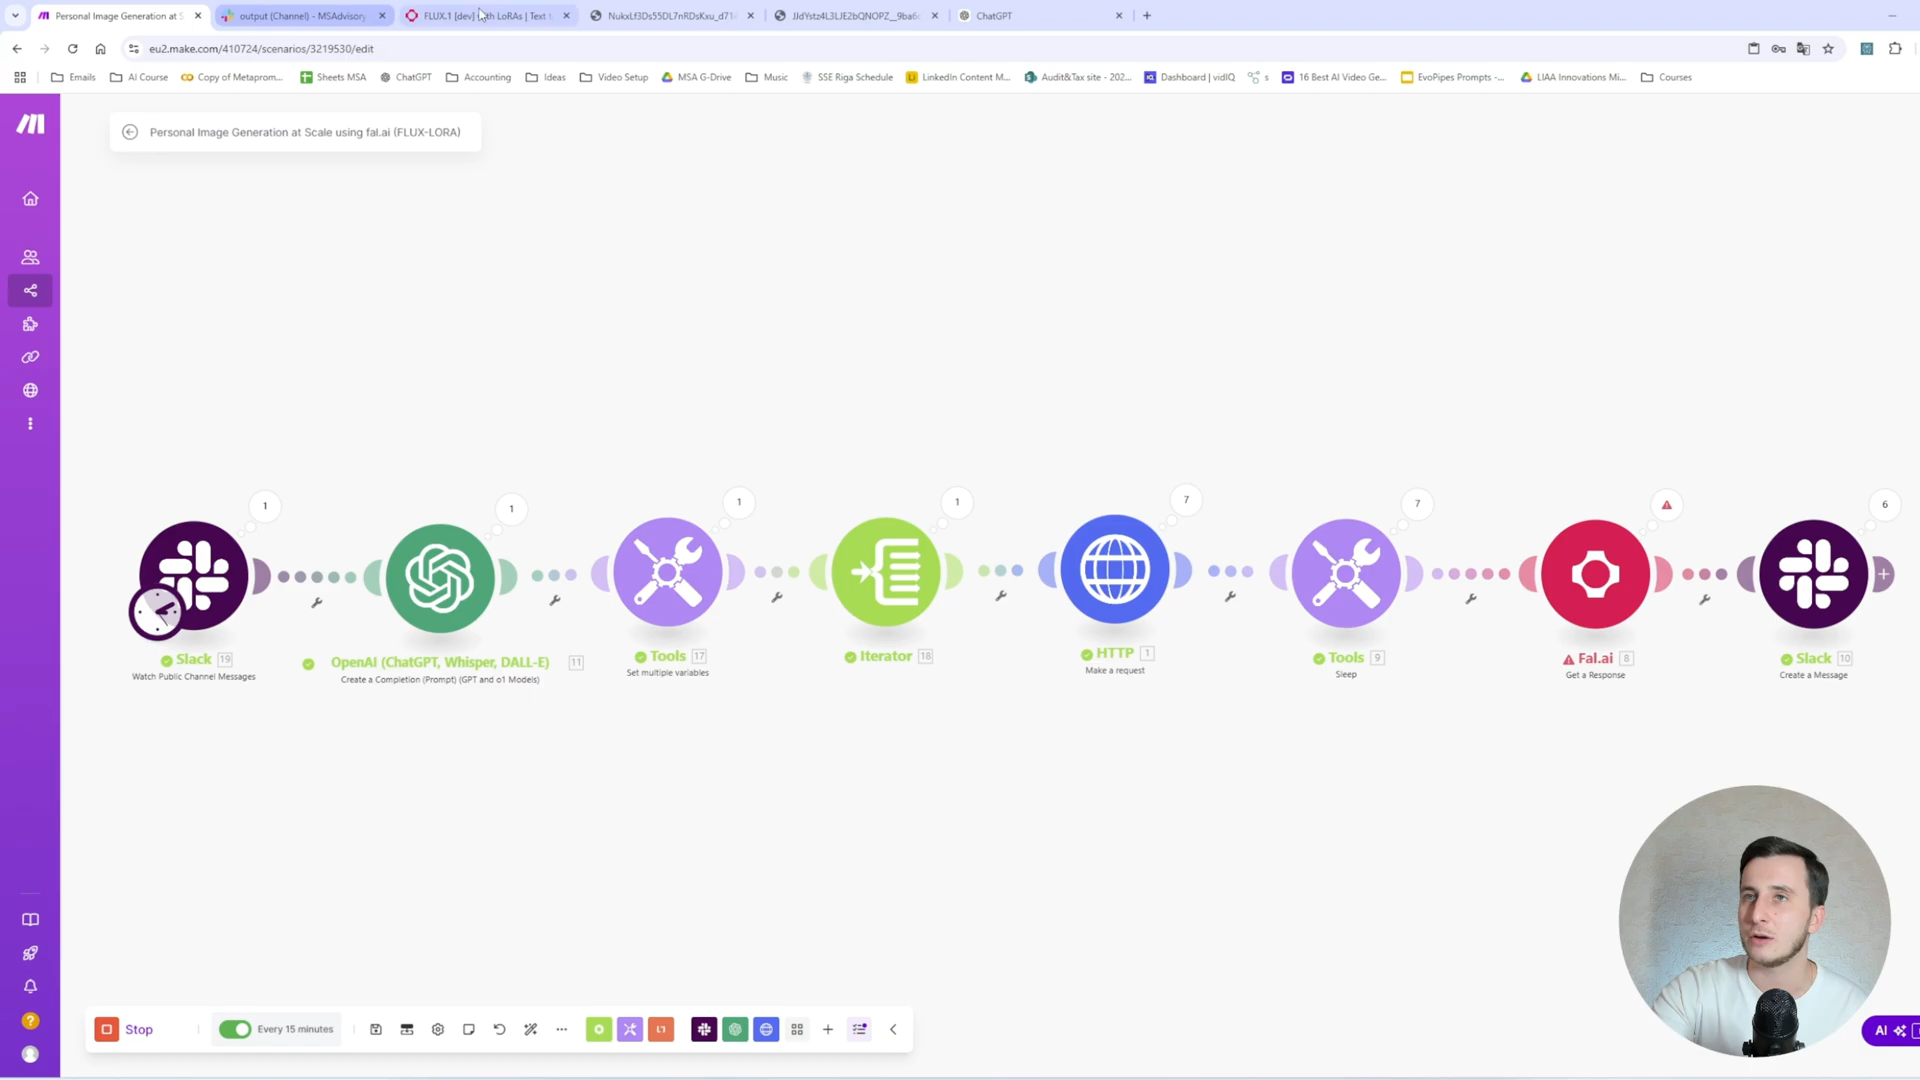 Personal Image Generation at S
output (Channel) - MSAdvisory
FLUX.1 [dev] with LoRAs | Text t
NukxLf3Ds55DL7nRDsKxu_d71
JJdYstz4L3LJE2bQNOPZ__9ba6
ChatGPT
eu2.make.com/410724/scenarios/3219530/edit
Emails
AI Course
Copy of Metaprom...
Sheets MSA
ChatGPT
Accounting
Ideas
Video Setup
MSA G-Drive
Music
SSE Riga Schedule
LinkedIn Content M...
Audit&Tax site - 202...
Dashboard | vidIQ
s
16 Best AI Video Ge...
EvoPipes Prompts -...
LIAA Innovations Mi...
Courses
Personal Image Generation at Scale using fal.ai (FLUX-LORA)
1
1
1
1
7
7
6
Slack 19
Watch Public Channel Messages
OpenAI (ChatGPT, Whisper, DALL-E) 11
Create a Completion (Prompt) (GPT and o1 Models)
Tools 17
Set multiple variables
Iterator 18
HTTP 1
Make a request
Tools 9
Sleep
Fal.ai 8
Get a Response
Slack 10
Create a Message
Stop
Every 15 minutes
AI